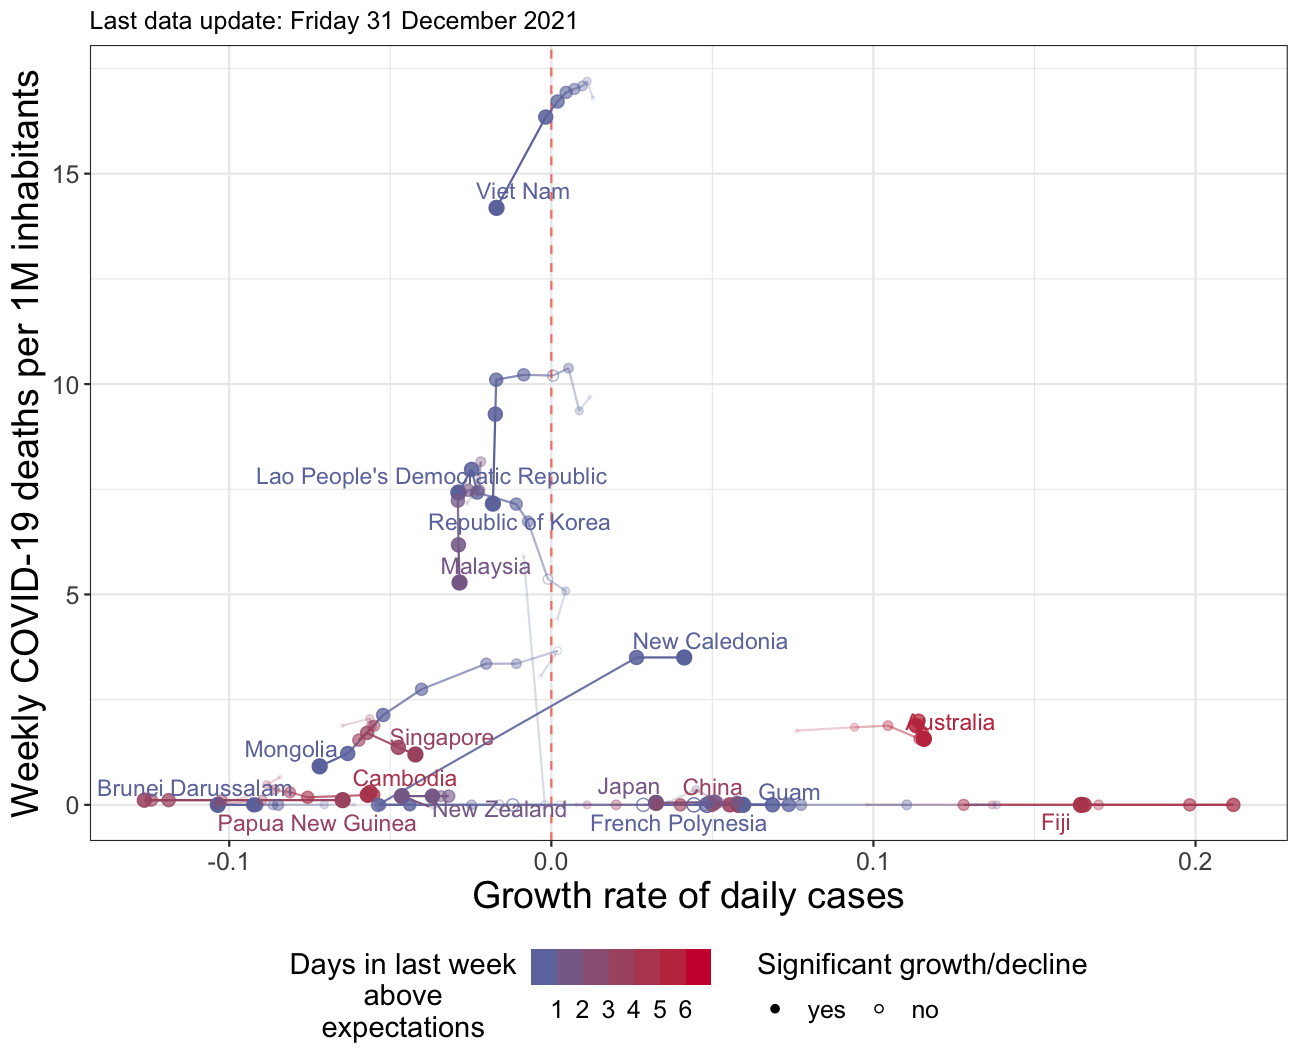 Last data update: Friday 31 December 2021
Weekly COVID-19 deaths per 1M inhabitants
15
10
5
0
Viet Nam
Lao People's Democratic Republic
Republic of Korea
Malaysia
New Caledonia
Australia
Singapore
Mongolia
Cambodia
Brunei Darussalam
Japan
China
Guam
New Zealand
Papua New Guinea
French Polynesia
Fiji
-0.1
0.0
0.1
0.2
Growth rate of daily cases
Days in last week
above
expectations
1 2 3 4 5 6
Significant growth/decline
yes
no